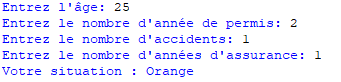 Entrez l'âge: 25
Entrez le nombre d'année de permis: 2
Entrez le nombre d'accidents: 1
Entrez le nombre d'années d'assurance: 1
Votre situation : Orange